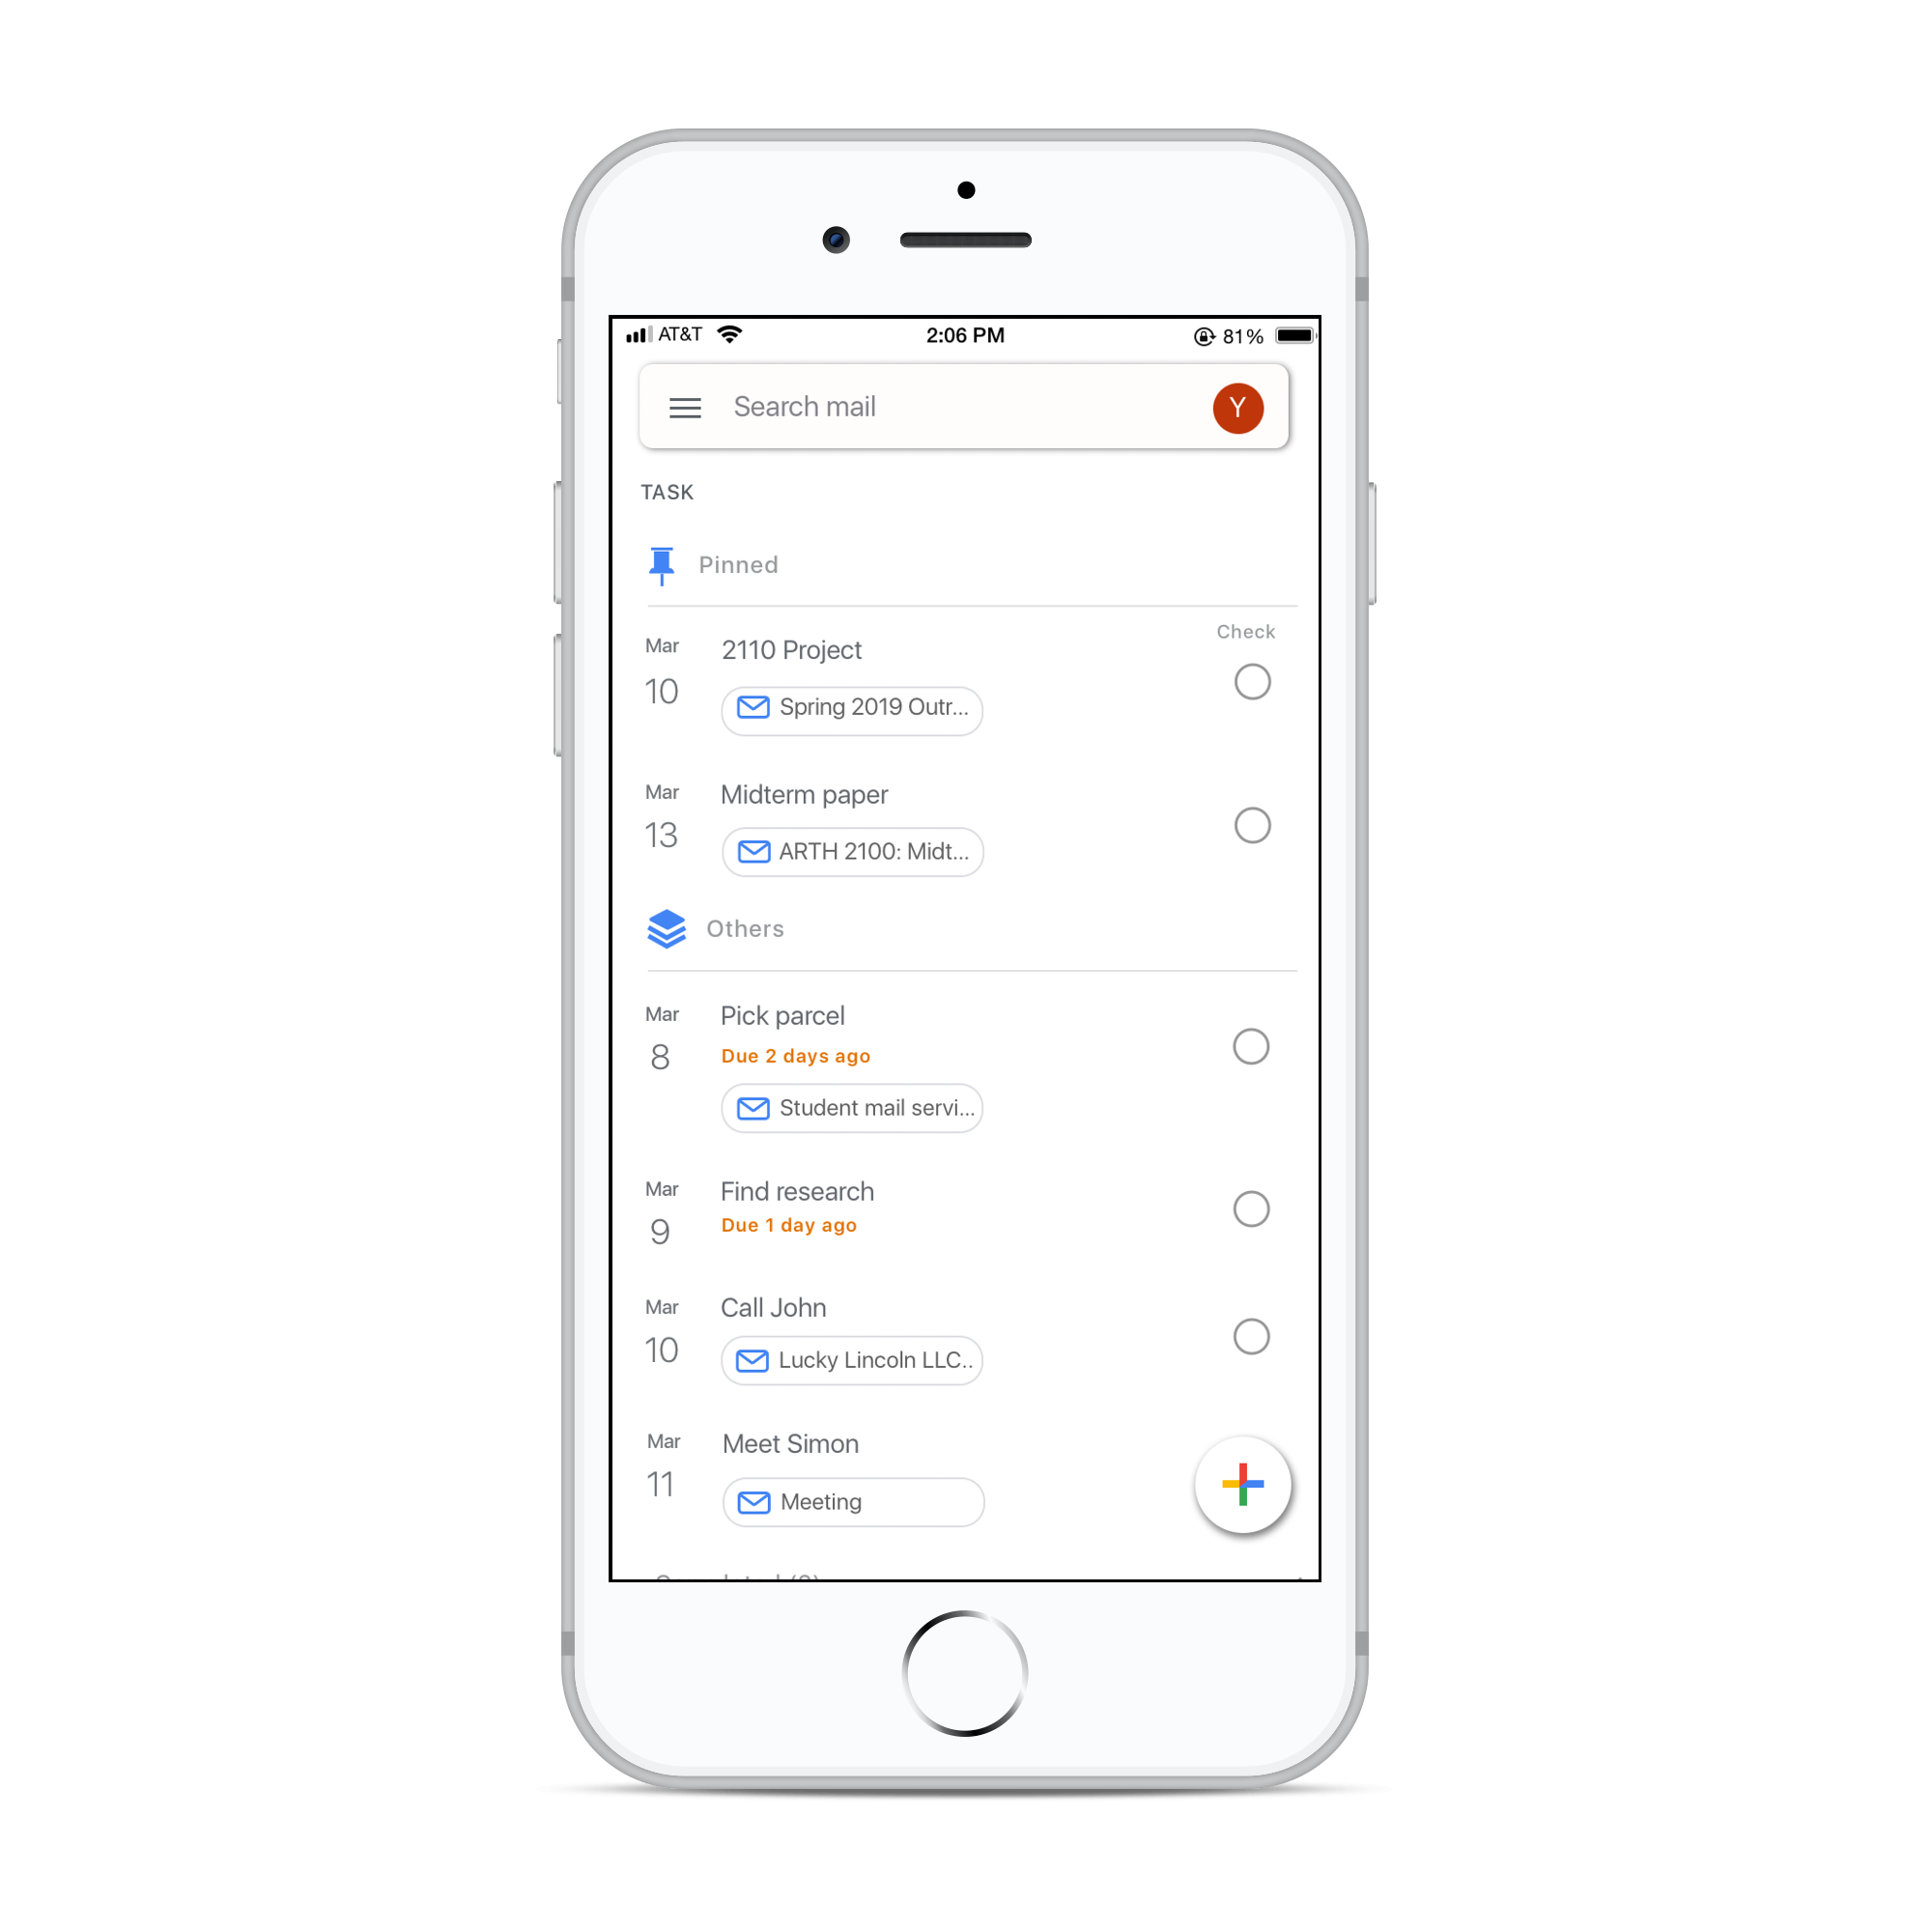 AT&T 2:06 PM 81%
Search mail Y
TASK
Pinned
Check
Mar 2110 Project
10
Spring 2019 Outr...
Mar Midterm paper
13
ARTH 2100: Midt...
Others
Mar Pick parcel
8 Due 2 days ago
Student mail servi...
Mar Find research
9 Due 1 day ago
Mar Call John
10 Lucky Lincoln LLC..
Mar Meet Simon
11
Meeting